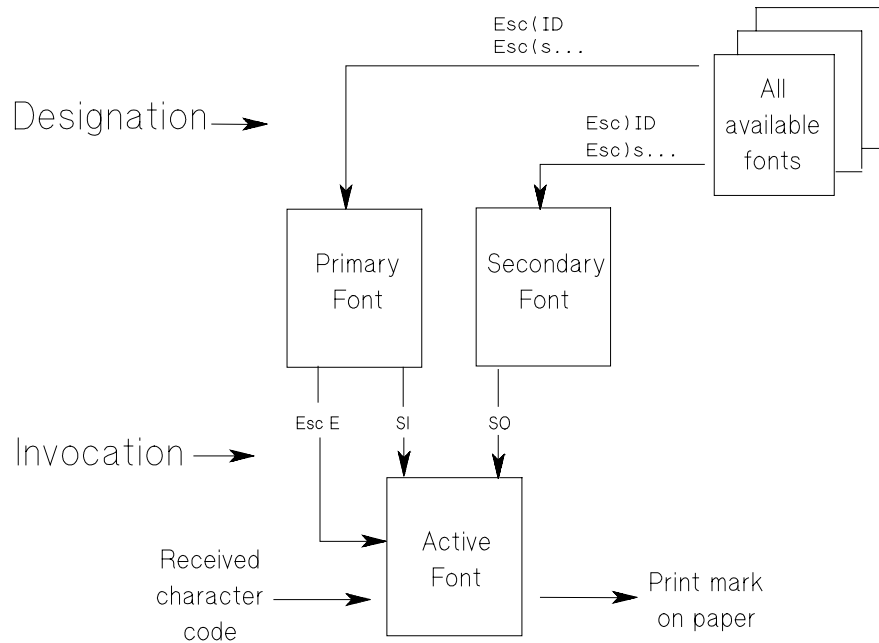 Esc(ID
Esc(s...
All
available
fonts
Designation
Esc)ID
Esc)s...
Primary
Font
Secondary
Font
Esc E
SI
SO
Invocation
Active
Font
Received
character
code
Print mark
on paper